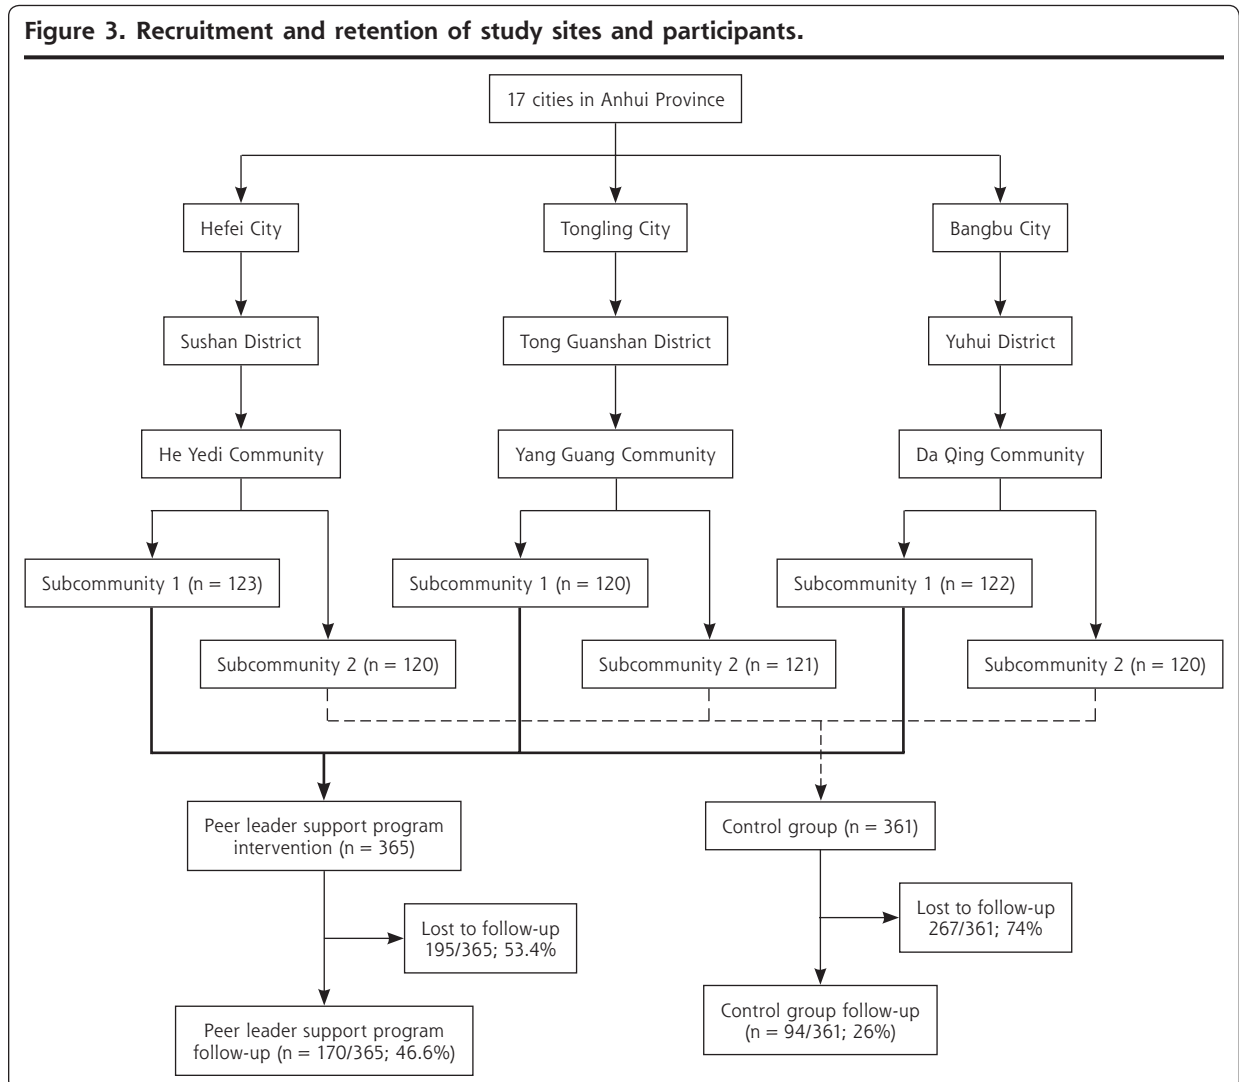 Figure 3. Recruitment and retention of study sites and participants.
17 cities in Anhui Province
Hefei City
Tongling City
Bangbu City
Sushan District
Tong Guanshan District
Yuhui District
He Yedi Community
Yang Guang Community
Da Qing Community
Subcommunity 1 (n = 123)
Subcommunity 1 (n = 120)
Subcommunity 1 (n = 122)
Subcommunity 2 (n = 120)
Subcommunity 2 (n = 121)
Subcommunity 2 (n = 120)
Peer leader support program
intervention (n = 365)
Control group (n = 361)
Lost to follow-up
195/365; 53.4%
Lost to follow-up
267/361; 74%
Peer leader support program
follow-up (n = 170/365; 46.6%)
Control group follow-up
(n = 94/361; 26%)